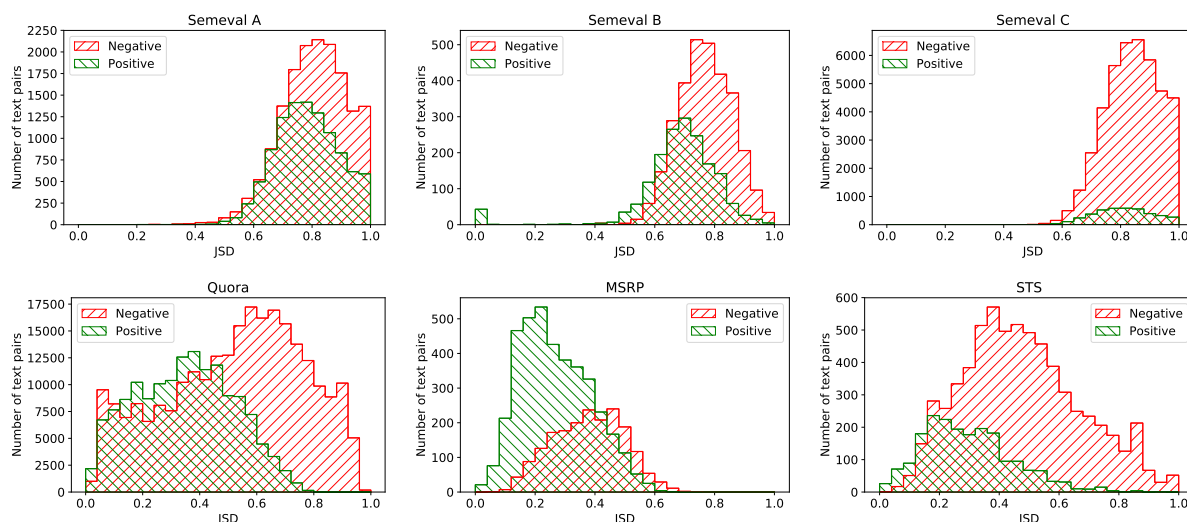 Semeval A
Number of text pairs
2250
2000
1750
1500
1250
1000
750
500
250
0
Negative
Positive
0.0 0.2 0.4 0.6 0.8 1.0
JSD
Semeval B
Number of text pairs
500
400
300
200
100
0
Negative
Positive
0.0 0.2 0.4 0.6 0.8 1.0
JSD
Semeval C
Number of text pairs
6000
5000
4000
3000
2000
1000
0
Negative
Positive
0.0 0.2 0.4 0.6 0.8 1.0
JSD
Quora
Number of text pairs
17500
15000
12500
10000
7500
5000
2500
0
Negative
Positive
0.0 0.2 0.4 0.6 0.8 1.0
JSD
MSRP
Number of text pairs
500
400
300
200
100
0
Negative
Positive
0.0 0.2 0.4 0.6 0.8 1.0
JSD
STS
Number of text pairs
600
500
400
300
200
100
0
Negative
Positive
0.0 0.2 0.4 0.6 0.8 1.0
JSD